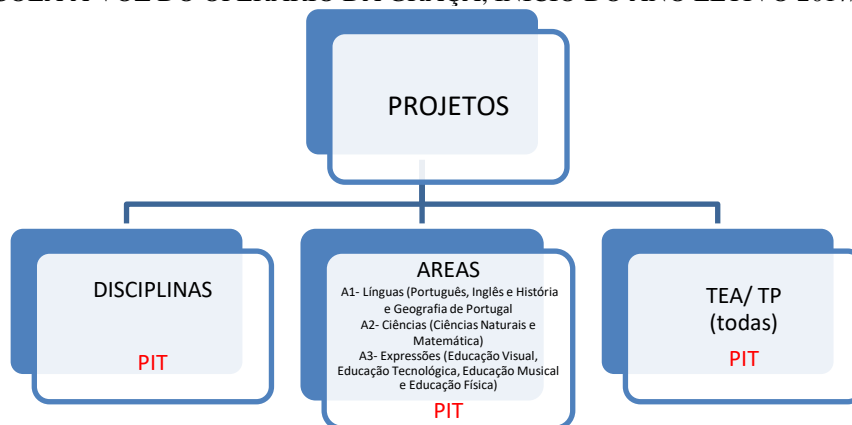 PROJETOS
DISCIPLINAS
PIT
AREAS
A1- Línguas (Português, Inglês e História
e Geografia de Portugal
A2- Ciências (Ciências Naturais e
Matemática)
A3- Expressões (Educação Visual,
Educação Tecnológica, Educação Musical
e Educação Física)
PIT
TEA/ TP
(todas)
PIT